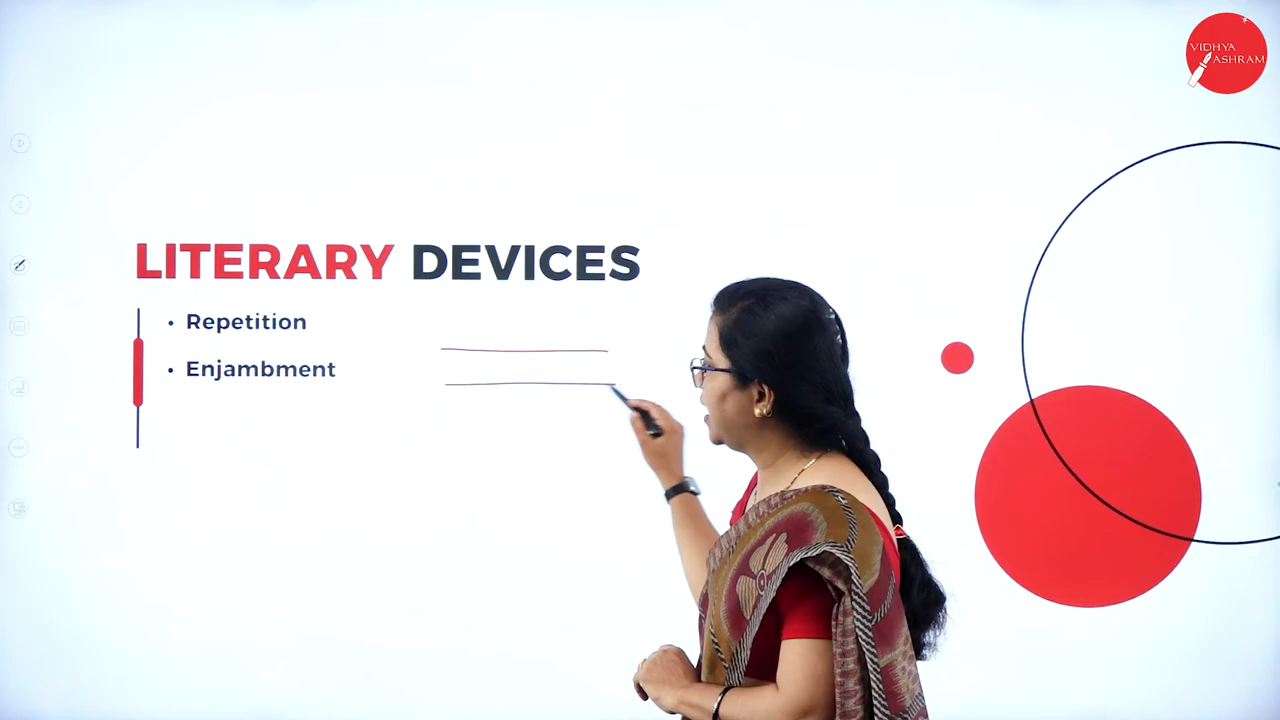 VIDHYA
ASHRAM
LITERARY DEVICES
• Repetition
• Enjambment